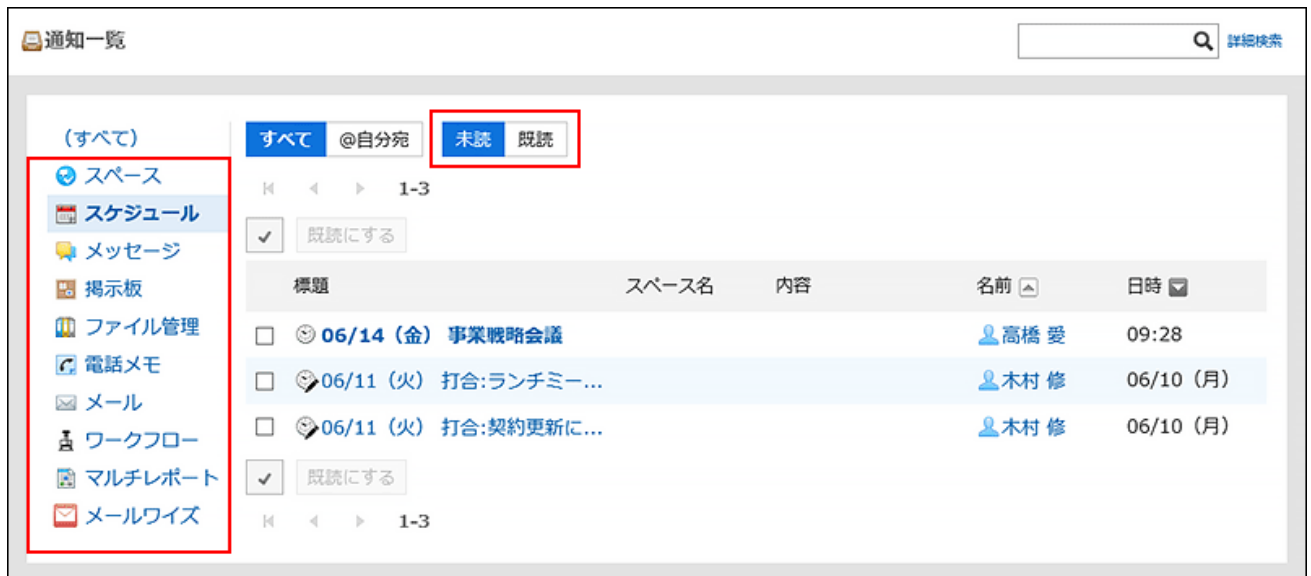 通知一覧
詳細検索
(すべて)
スペース
スケジュール
メッセージ
掲示板
ファイル管理
電話メモ
メール
ワークフロー
マルチレポート
メールワイズ
すべて @自分宛 未読 既読
1-3
既読にする
標題 スペース名 内容 名前 日時
06/14（金） 事業戦略会議 高橋 愛 09:28
06/11（火） 打合:ランチミー... 木村 修 06/10（月）
06/11（火） 打合:契約更新に... 木村 修 06/10（月）
既読にする
1-3